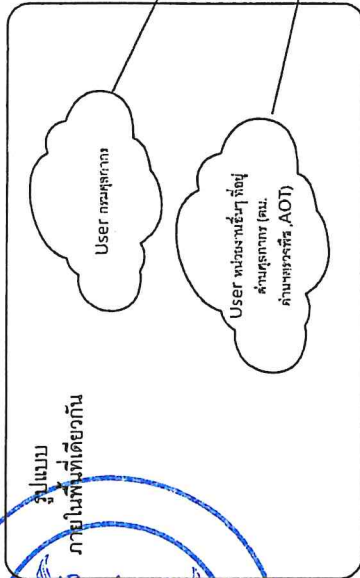 รูปแบบ
ภายในพื้นที่เดียวกัน
User กรมศุลกากร
User หน่วยงานอื่นๆ ที่อยู่
ด่านศุลกากร (ตม.
ด่านฯตรวจพืช ,AOT)